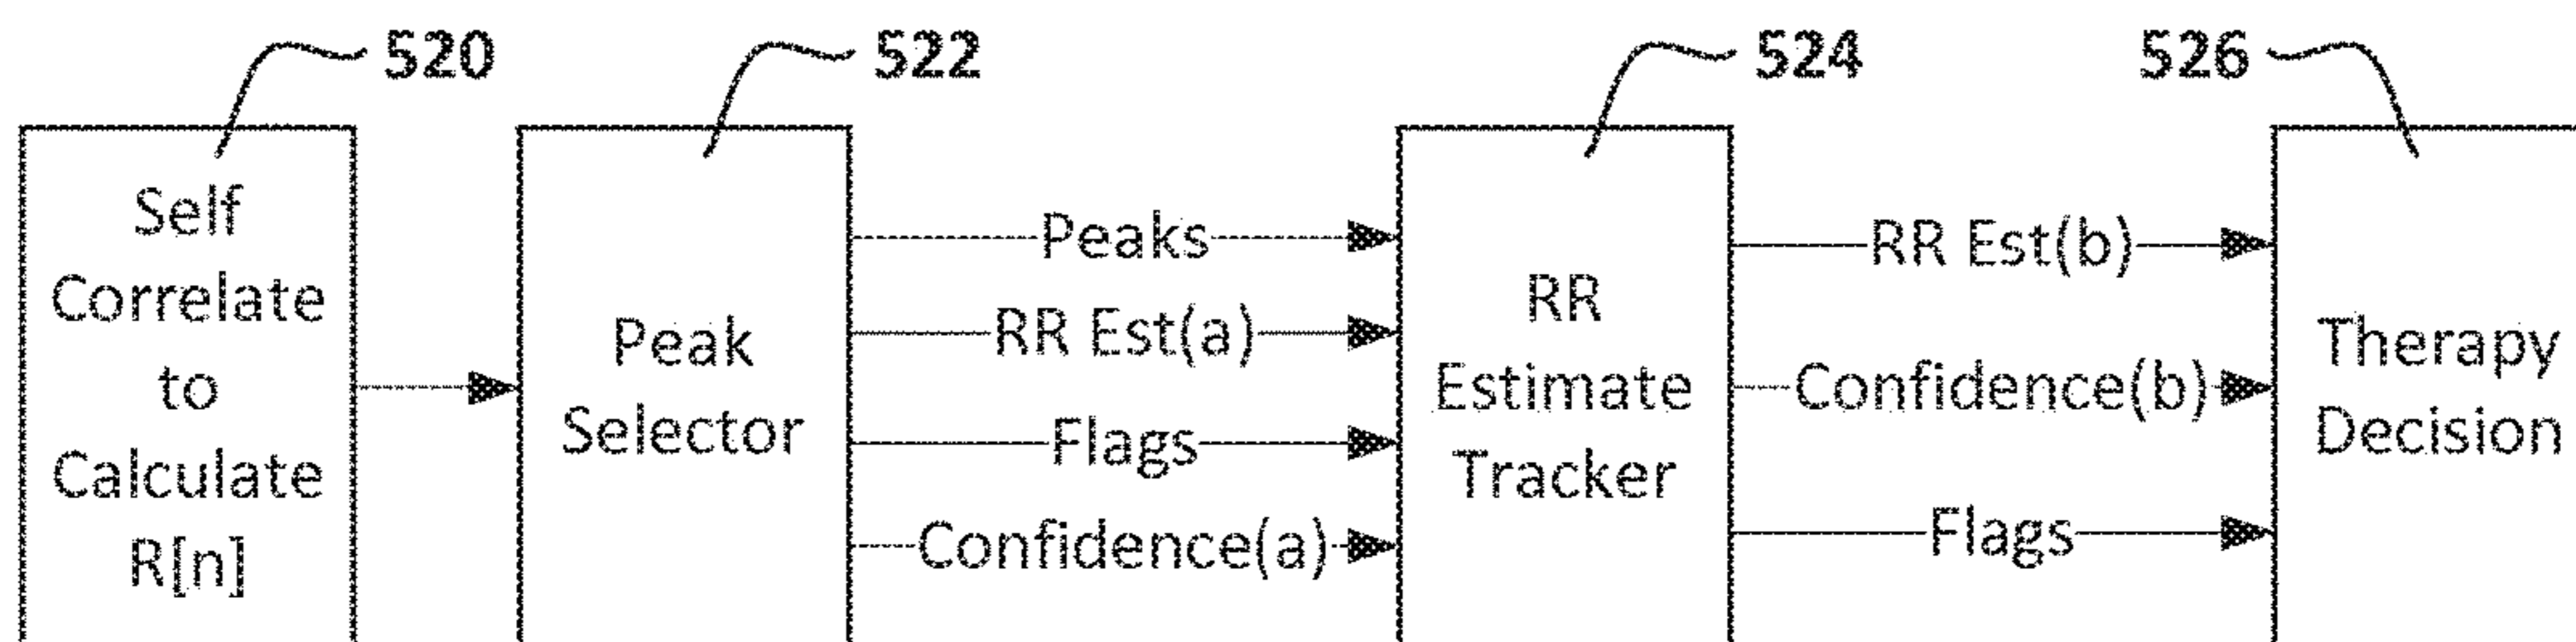 520
522
524
526
Self
Correlate
to
Calculate
R[n]
Peak
Selector
Peaks
RR Est(a)
Flags
Confidence(a)
RR
Estimate
Tracker
RR Est(b)
Confidence(b)
Flags
Therapy
Decision